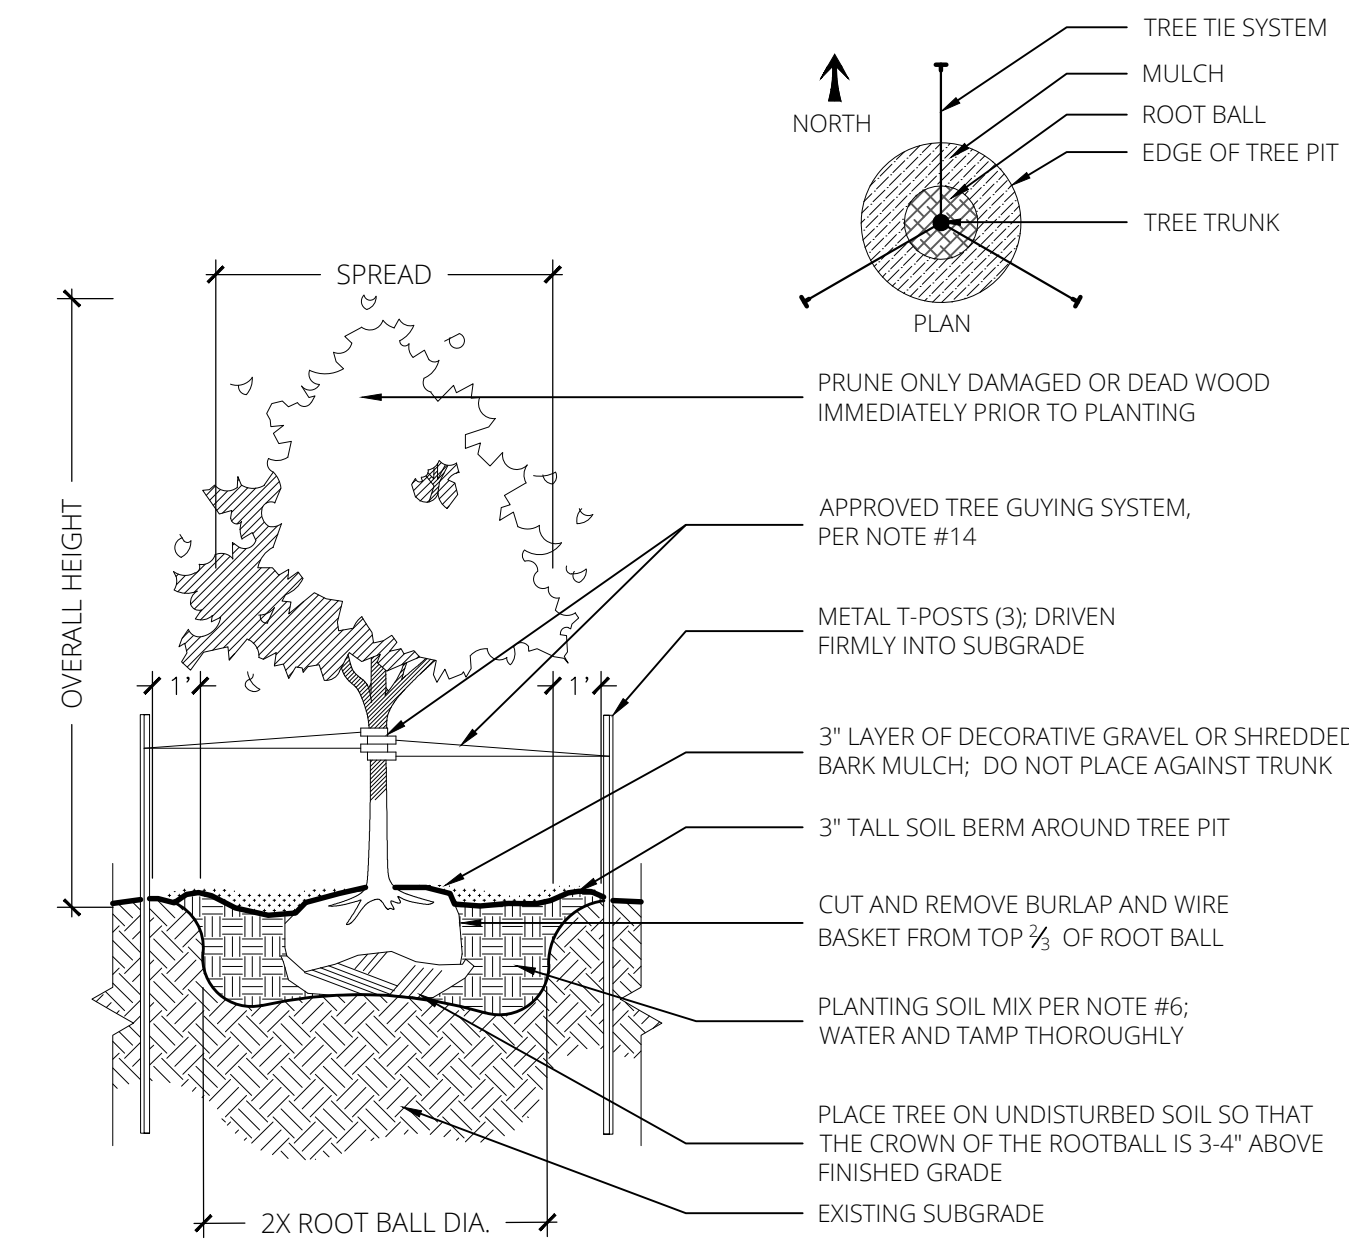 TREE TIE SYSTEM
MULCH
NORTH
ROOT BALL
EDGE OF TREE PIT
TREE TRUNK
PLAN
SPREAD
OVERALL HEIGHT
PRUNE ONLY DAMAGED OR DEAD WOOD
IMMEDIATELY PRIOR TO PLANTING
APPROVED TREE GUYING SYSTEM,
PER NOTE #14
METAL T-POSTS (3); DRIVEN
FIRMLY INTO SUBGRADE
1'
1'
3" LAYER OF DECORATIVE GRAVEL OR SHREDDED
BARK MULCH; DO NOT PLACE AGAINST TRUNK
3" TALL SOIL BERM AROUND TREE PIT
CUT AND REMOVE BURLAP AND WIRE
BASKET FROM TOP 2/3 OF ROOT BALL
PLANTING SOIL MIX PER NOTE #6;
WATER AND TAMP THOROUGHLY
PLACE TREE ON UNDISTURBED SOIL SO THAT
THE CROWN OF THE ROOTBALL IS 3-4" ABOVE
FINISHED GRADE
EXISTING SUBGRADE
2X ROOT BALL DIA.